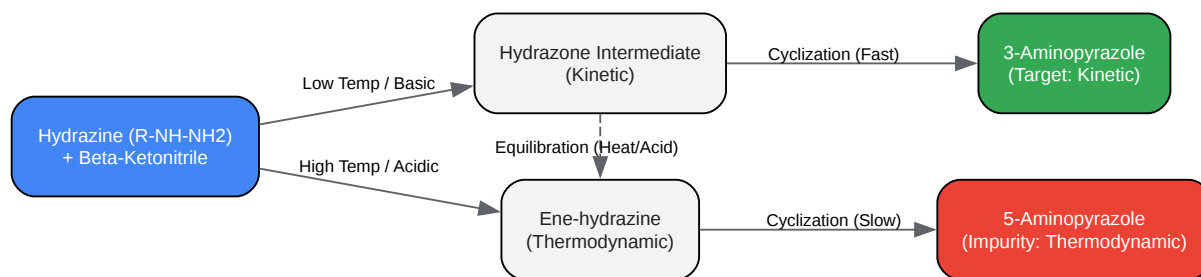 Hydrazine (R-NH-NH2)
+ Beta-Ketonitrile
Low Temp / Basic
High Temp / Acidic
Hydrazone Intermediate
(Kinetic)
Equilibration (Heat/Acid)
Ene-hydrazine
(Thermodynamic)
Cyclization (Fast)
Cyclization (Slow)
3-Aminopyrazole
(Target: Kinetic)
5-Aminopyrazole
(Impurity: Thermodynamic)